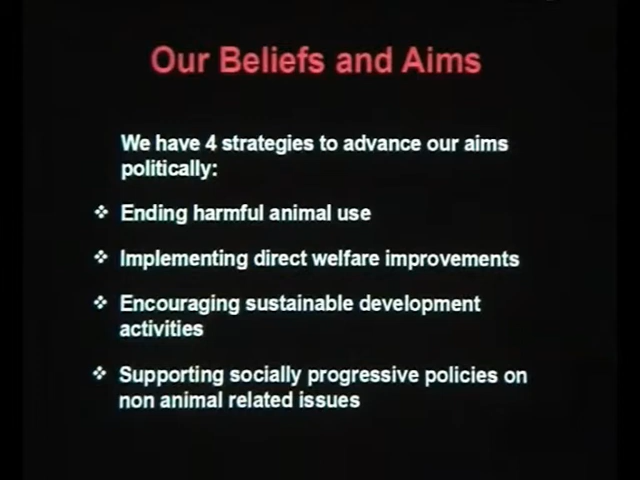 Our Beliefs and Aims
We have 4 strategies to advance our aims
politically:
❖ Ending harmful animal use
❖ Implementing direct welfare improvements
❖ Encouraging sustainable development
activities
❖ Supporting socially progressive policies on
non animal related issues